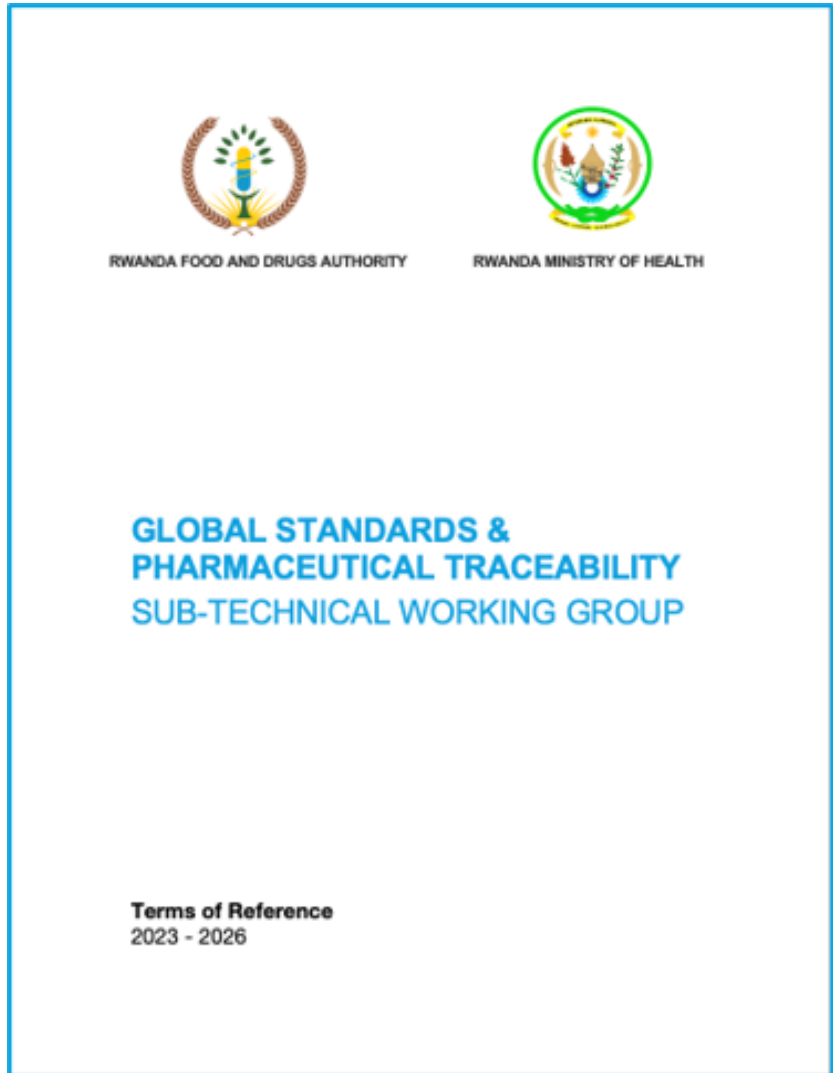 RWANDA FOOD AND DRUGS AUTHORITY
RWANDA MINISTRY OF HEALTH
GLOBAL STANDARDS &
PHARMACEUTICAL TRACEABILITY
SUB-TECHNICAL WORKING GROUP
Terms of Reference
2023 - 2026